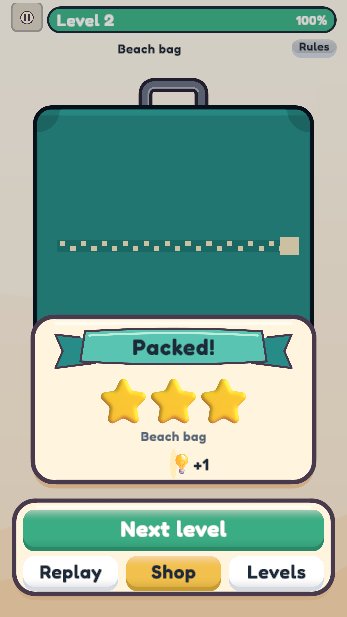 Level 2
100%
Beach bag
Rules
Packed!
Beach bag
+1
Next level
Replay
Shop
Levels